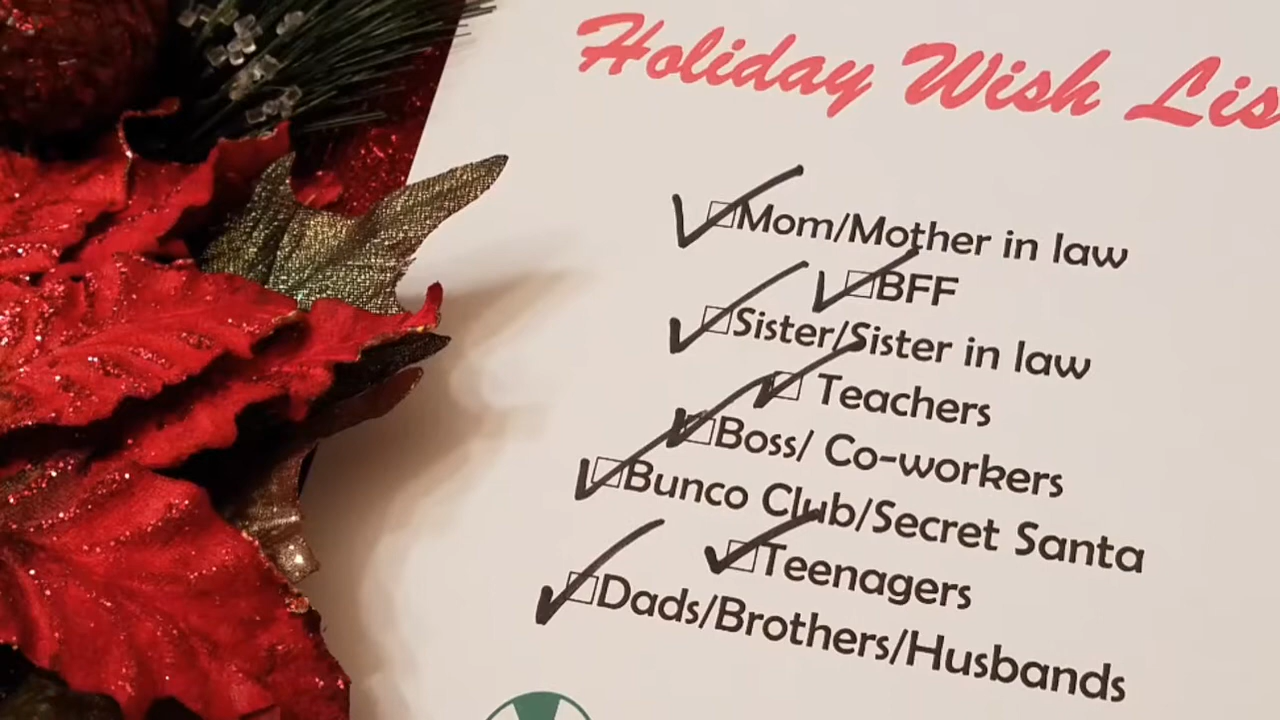 Holiday Wish Lis
Mom/Mother in law
BFF
Sister/Sister in law
Teachers
Boss/ Co-workers
Bunco Club/Secret Santa
Teenagers
Dads/Brothers/Husbands